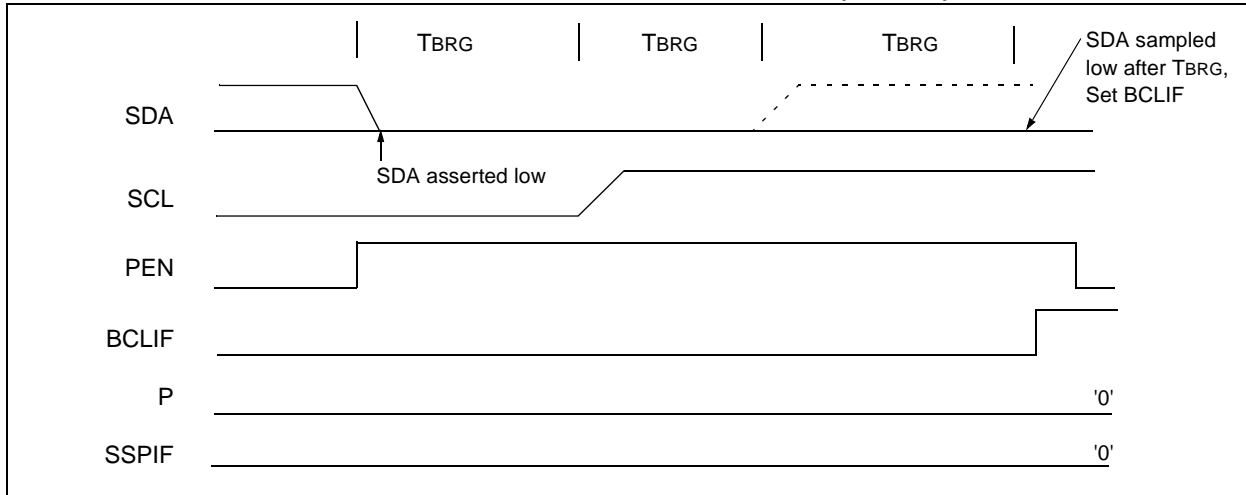 TBRG TBRG TBRG
SDA sampled
low after TBRG,
Set BCLIF
SDA
SDA asserted low
SCL
PEN
BCLIF
P '0'
SSPIF '0'